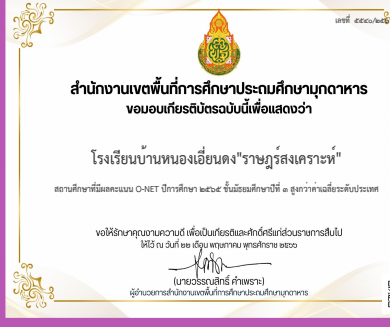 เลขที่ ๕๕๔๐/๒๕๖๖
สำนักงานเขตพื้นที่การศึกษาประถมศึกษามุกดาหาร
ขอมอบเกียรติบัตรฉบับนี้เพื่อแสดงว่า
โรงเรียนบ้านหนองเอี่ยนดง"ราษฎร์สงเคราะห์"
สถานศึกษาที่มีผลคะแนน O-NET ปีการศึกษา ๒๕๖๕ ชั้นมัธยมศึกษาปีที่ ๓ สูงกว่าค่าเฉลี่ยระดับประเทศ
ขอให้รักษาคุณงามความดี เพื่อเป็นเกียรติและศักดิ์ศรีแก่ส่วนราชการสืบไป
ให้ไว้ ณ วันที่ ๒๒ เดือน พฤษภาคม พุทธศักราช ๒๕๖๖
(นายวรรณสิทธิ์ คำเพราะ)
ผู้อำนวยการสำนักงานเขตพื้นที่การศึกษาประถมศึกษามุกดาหาร